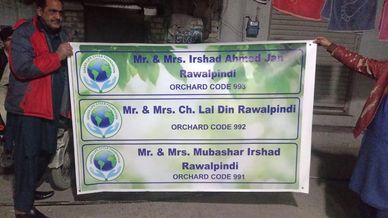 Mr. & Mrs. Irshad Ahmed Jan
Rawalpindi
ORCHARD CODE 993
Mr. & Mrs. Ch. Lal Din Rawalpindi
ORCHARD CODE 992
Mr. & Mrs. Mubashar Irshad
Rawalpindi
ORCHARD CODE 991